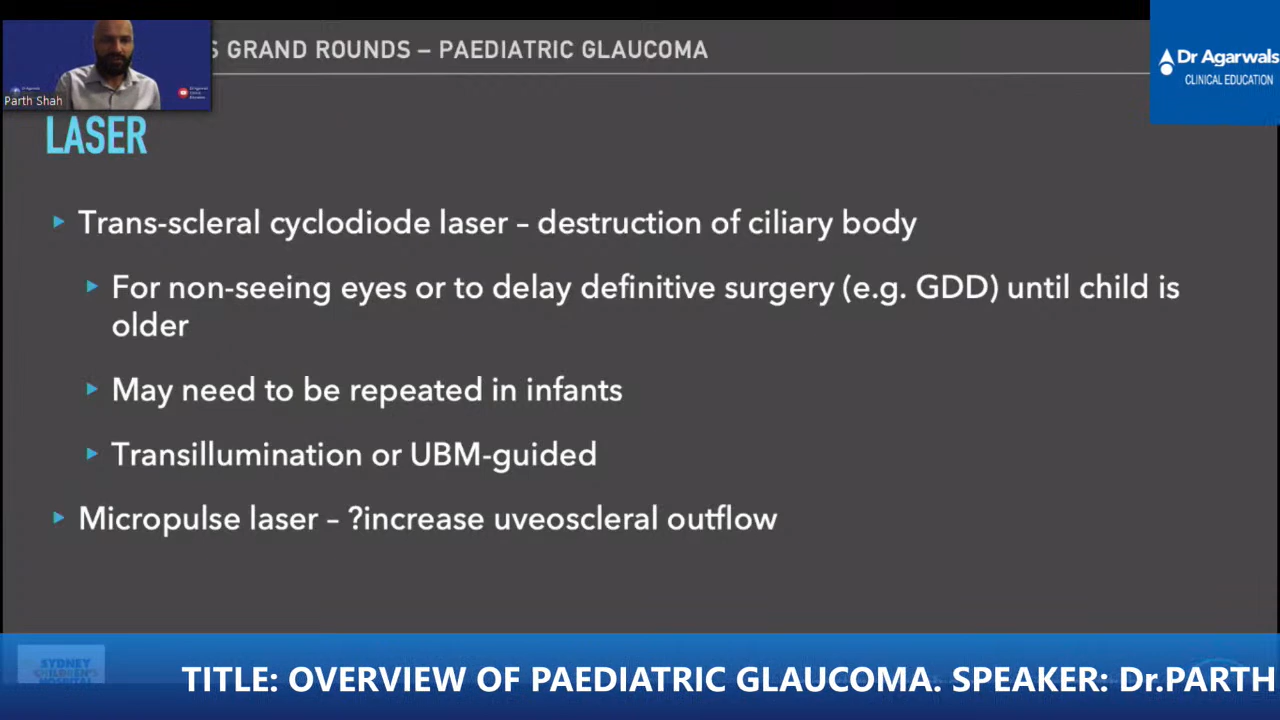 S GRAND ROUNDS – PAEDIATRIC GLAUCOMA
Dr Agarwals
CLINICAL EDUCATION
Parth Shah
LASER
Trans-scleral cyclodiode laser – destruction of ciliary body
For non-seeing eyes or to delay definitive surgery (e.g. GDD) until child is
older
May need to be repeated in infants
Transillumination or UBM-guided
Micropulse laser – ?increase uveoscleral outflow
SYDNEY
CHILDREN'S
HOSPITAL
TITLE: OVERVIEW OF PAEDIATRIC GLAUCOMA. SPEAKER: Dr.PARTH